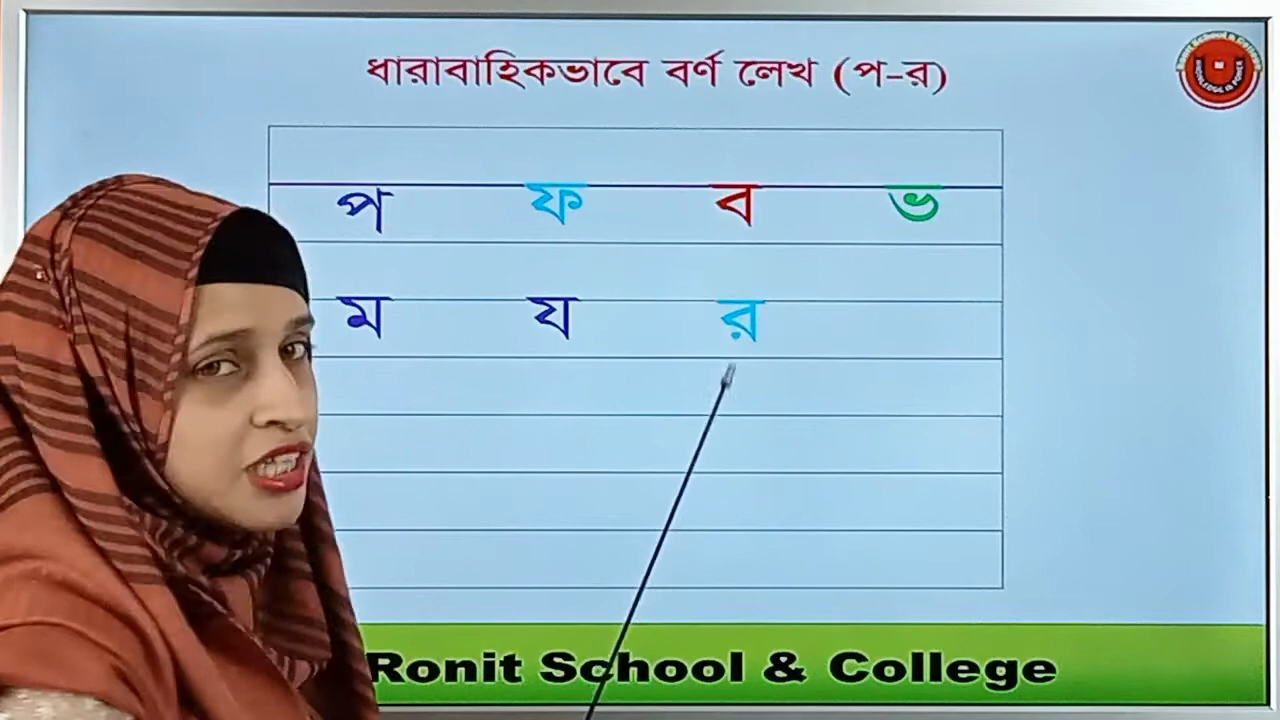 ধারাবাহিকভাবে বর্ণ লেখ (প-র)
প ফ ব ভ
ম য র
Ronit School & College